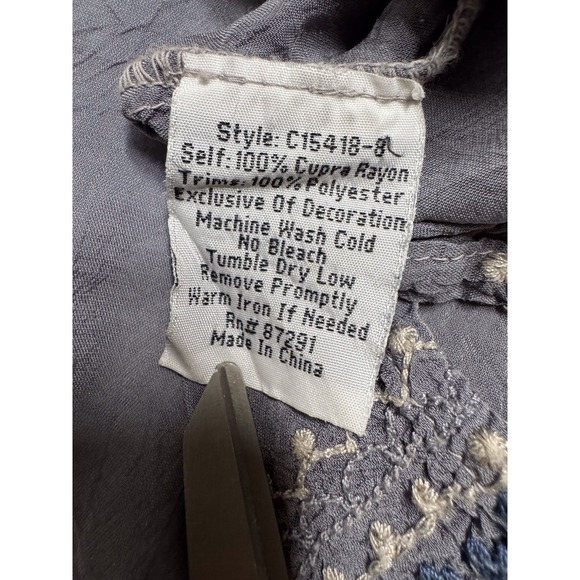 Style: C15418-8
Self: 100% Cupra Rayon
Trims: 100% Polyester
Exclusive Of Decoration
Machine Wash Cold
No Bleach
Tumble Dry Low
Remove Promptly
Warm Iron If Needed
Rn# 87291
Made In China